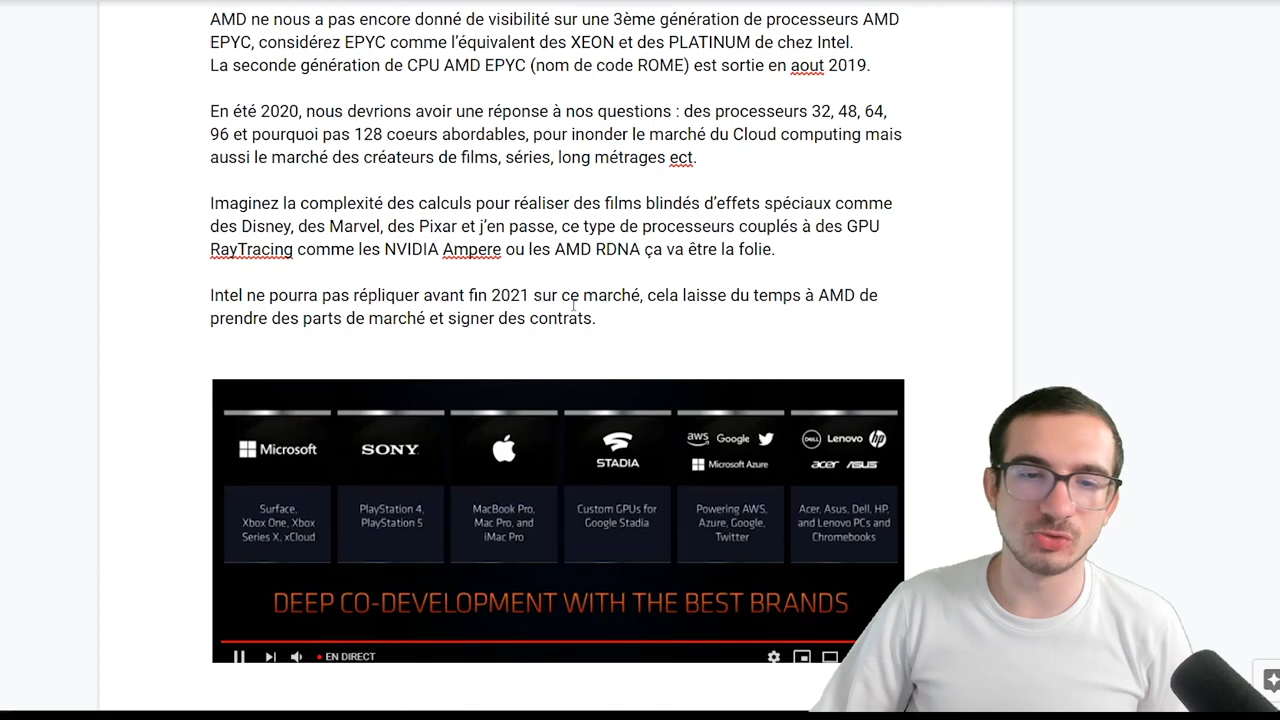 AMD ne nous a pas encore donné de visibilité sur une 3ème génération de processeurs AMD
EPYC, considérez EPYC comme l’équivalent des XEON et des PLATINUM de chez Intel.
La seconde génération de CPU AMD EPYC (nom de code ROME) est sortie en aout 2019.
En été 2020, nous devrions avoir une réponse à nos questions : des processeurs 32, 48, 64,
96 et pourquoi pas 128 coeurs abordables, pour inonder le marché du Cloud computing mais
aussi le marché des créateurs de films, séries, long métrages ect.
Imaginez la complexité des calculs pour réaliser des films blindés d’effets spéciaux comme
des Disney, des Marvel, des Pixar et j’en passe, ce type de processeurs couplés à des GPU
RayTracing comme les NVIDIA Ampere ou les AMD RDNA ça va être la folie.
Intel ne pourra pas répliquer avant fin 2021 sur ce marché, cela laisse du temps à AMD de
prendre des parts de marché et signer des contrats.
Microsoft
Surface,
Xbox One, Xbox
Series X, xCloud
SONY
PlayStation 4,
PlayStation 5
MacBook Pro,
Mac Pro, and
iMac Pro
STADIA
Custom GPUs for
Google Stadia
aws Google
Microsoft Azure
Powering AWS,
Azure, Google,
Twitter
DELL Lenovo hp
acer ASUS
Acer, Asus, Dell, HP,
and Lenovo PCs and
Chromebooks
DEEP CO-DEVELOPMENT WITH THE BEST BRANDS
EN DIRECT